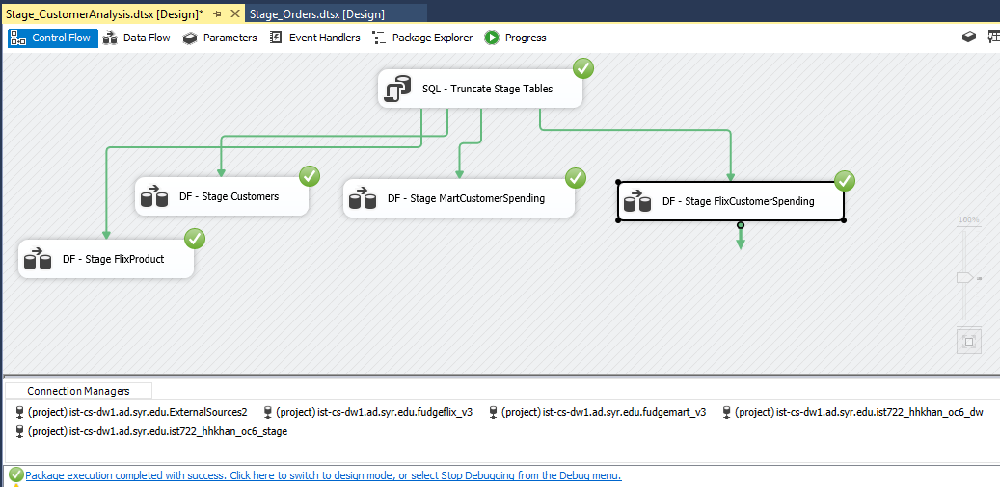 Stage_CustomerAnalysis.dtsx [Design]* Stage_Orders.dtsx [Design]
Control Flow Data Flow Parameters Event Handlers Package Explorer Progress
SQL - Truncate Stage Tables
DF - Stage Customers
DF - Stage MartCustomerSpending
DF - Stage FlixCustomerSpending
100%
DF - Stage FlixProduct
Connection Managers
(project) ist-cs-dw1.ad.syr.edu.ExternalSources2 (project) ist-cs-dw1.ad.syr.edu.fudgeflix_v3 (project) ist-cs-dw1.ad.syr.edu.fudgemart_v3 (project) ist-cs-dw1.ad.syr.edu.ist722_hhkhan_oc6_dw
(project) ist-cs-dw1.ad.syr.edu.ist722_hhkhan_oc6_stage
Package execution completed with success. Click here to switch to design mode, or select Stop Debugging from the Debug menu.